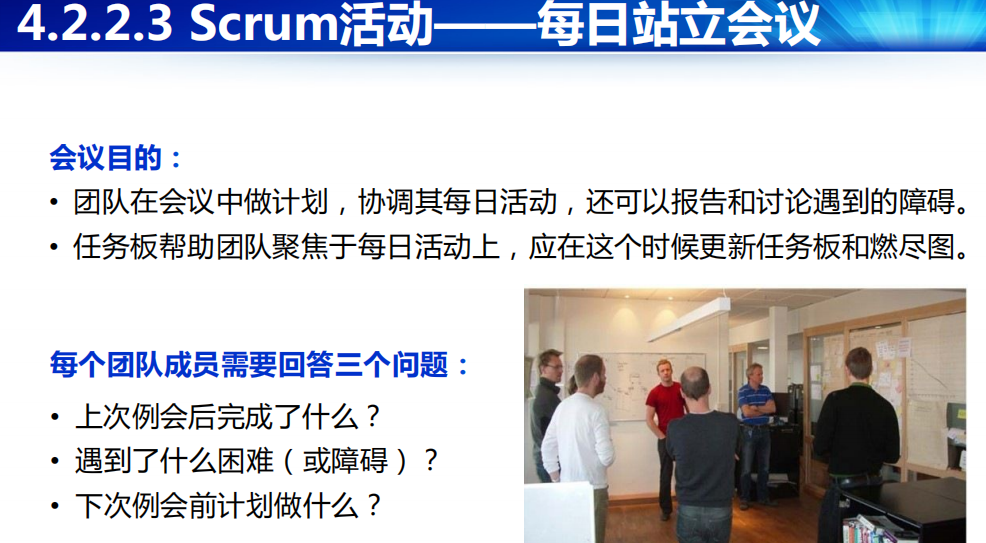 4.2.2.3 Scrum活动——每日站立会议
会议目的：
• 团队在会议中做计划，协调其每日活动，还可以报告和讨论遇到的障碍。
• 任务板帮助团队聚焦于每日活动上，应在这个时候更新任务板和燃尽图。
每个团队成员需要回答三个问题：
• 上次例会后完成了什么？
• 遇到了什么困难（或障碍）？
• 下次例会前计划做什么？